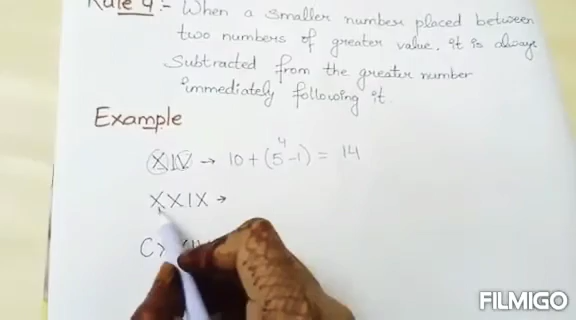 Rule 4:- When a smaller number placed between
two numbers of greater value. it is always
Subtracted from the greater number
immediately following it.
Example
XIV → 10 + (5 - 1) = 14
4
XXIX →
FILMIGO